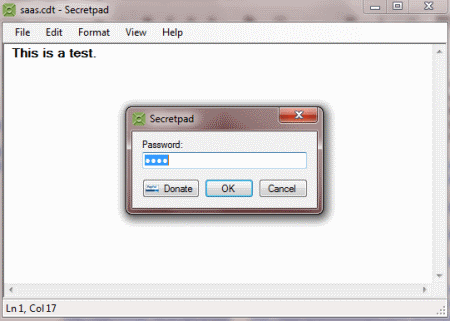 saas.cdt - Secretpad
File Edit Format View Help
This is a test.
Secretpad
Password:
Donate OK Cancel
Ln 1, Col 17